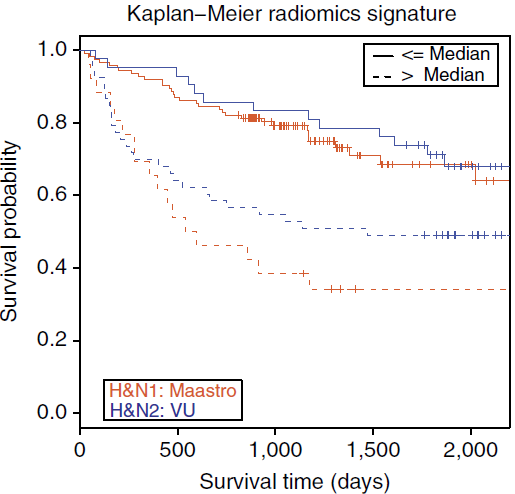 Kaplan–Meier radiomics signature
<= Median
> Median
Survival probability
1.0
0.8
0.6
0.4
0.2
0.0
H&N1: Maastro
H&N2: VU
0 500 1,000 1,500 2,000
Survival time (days)